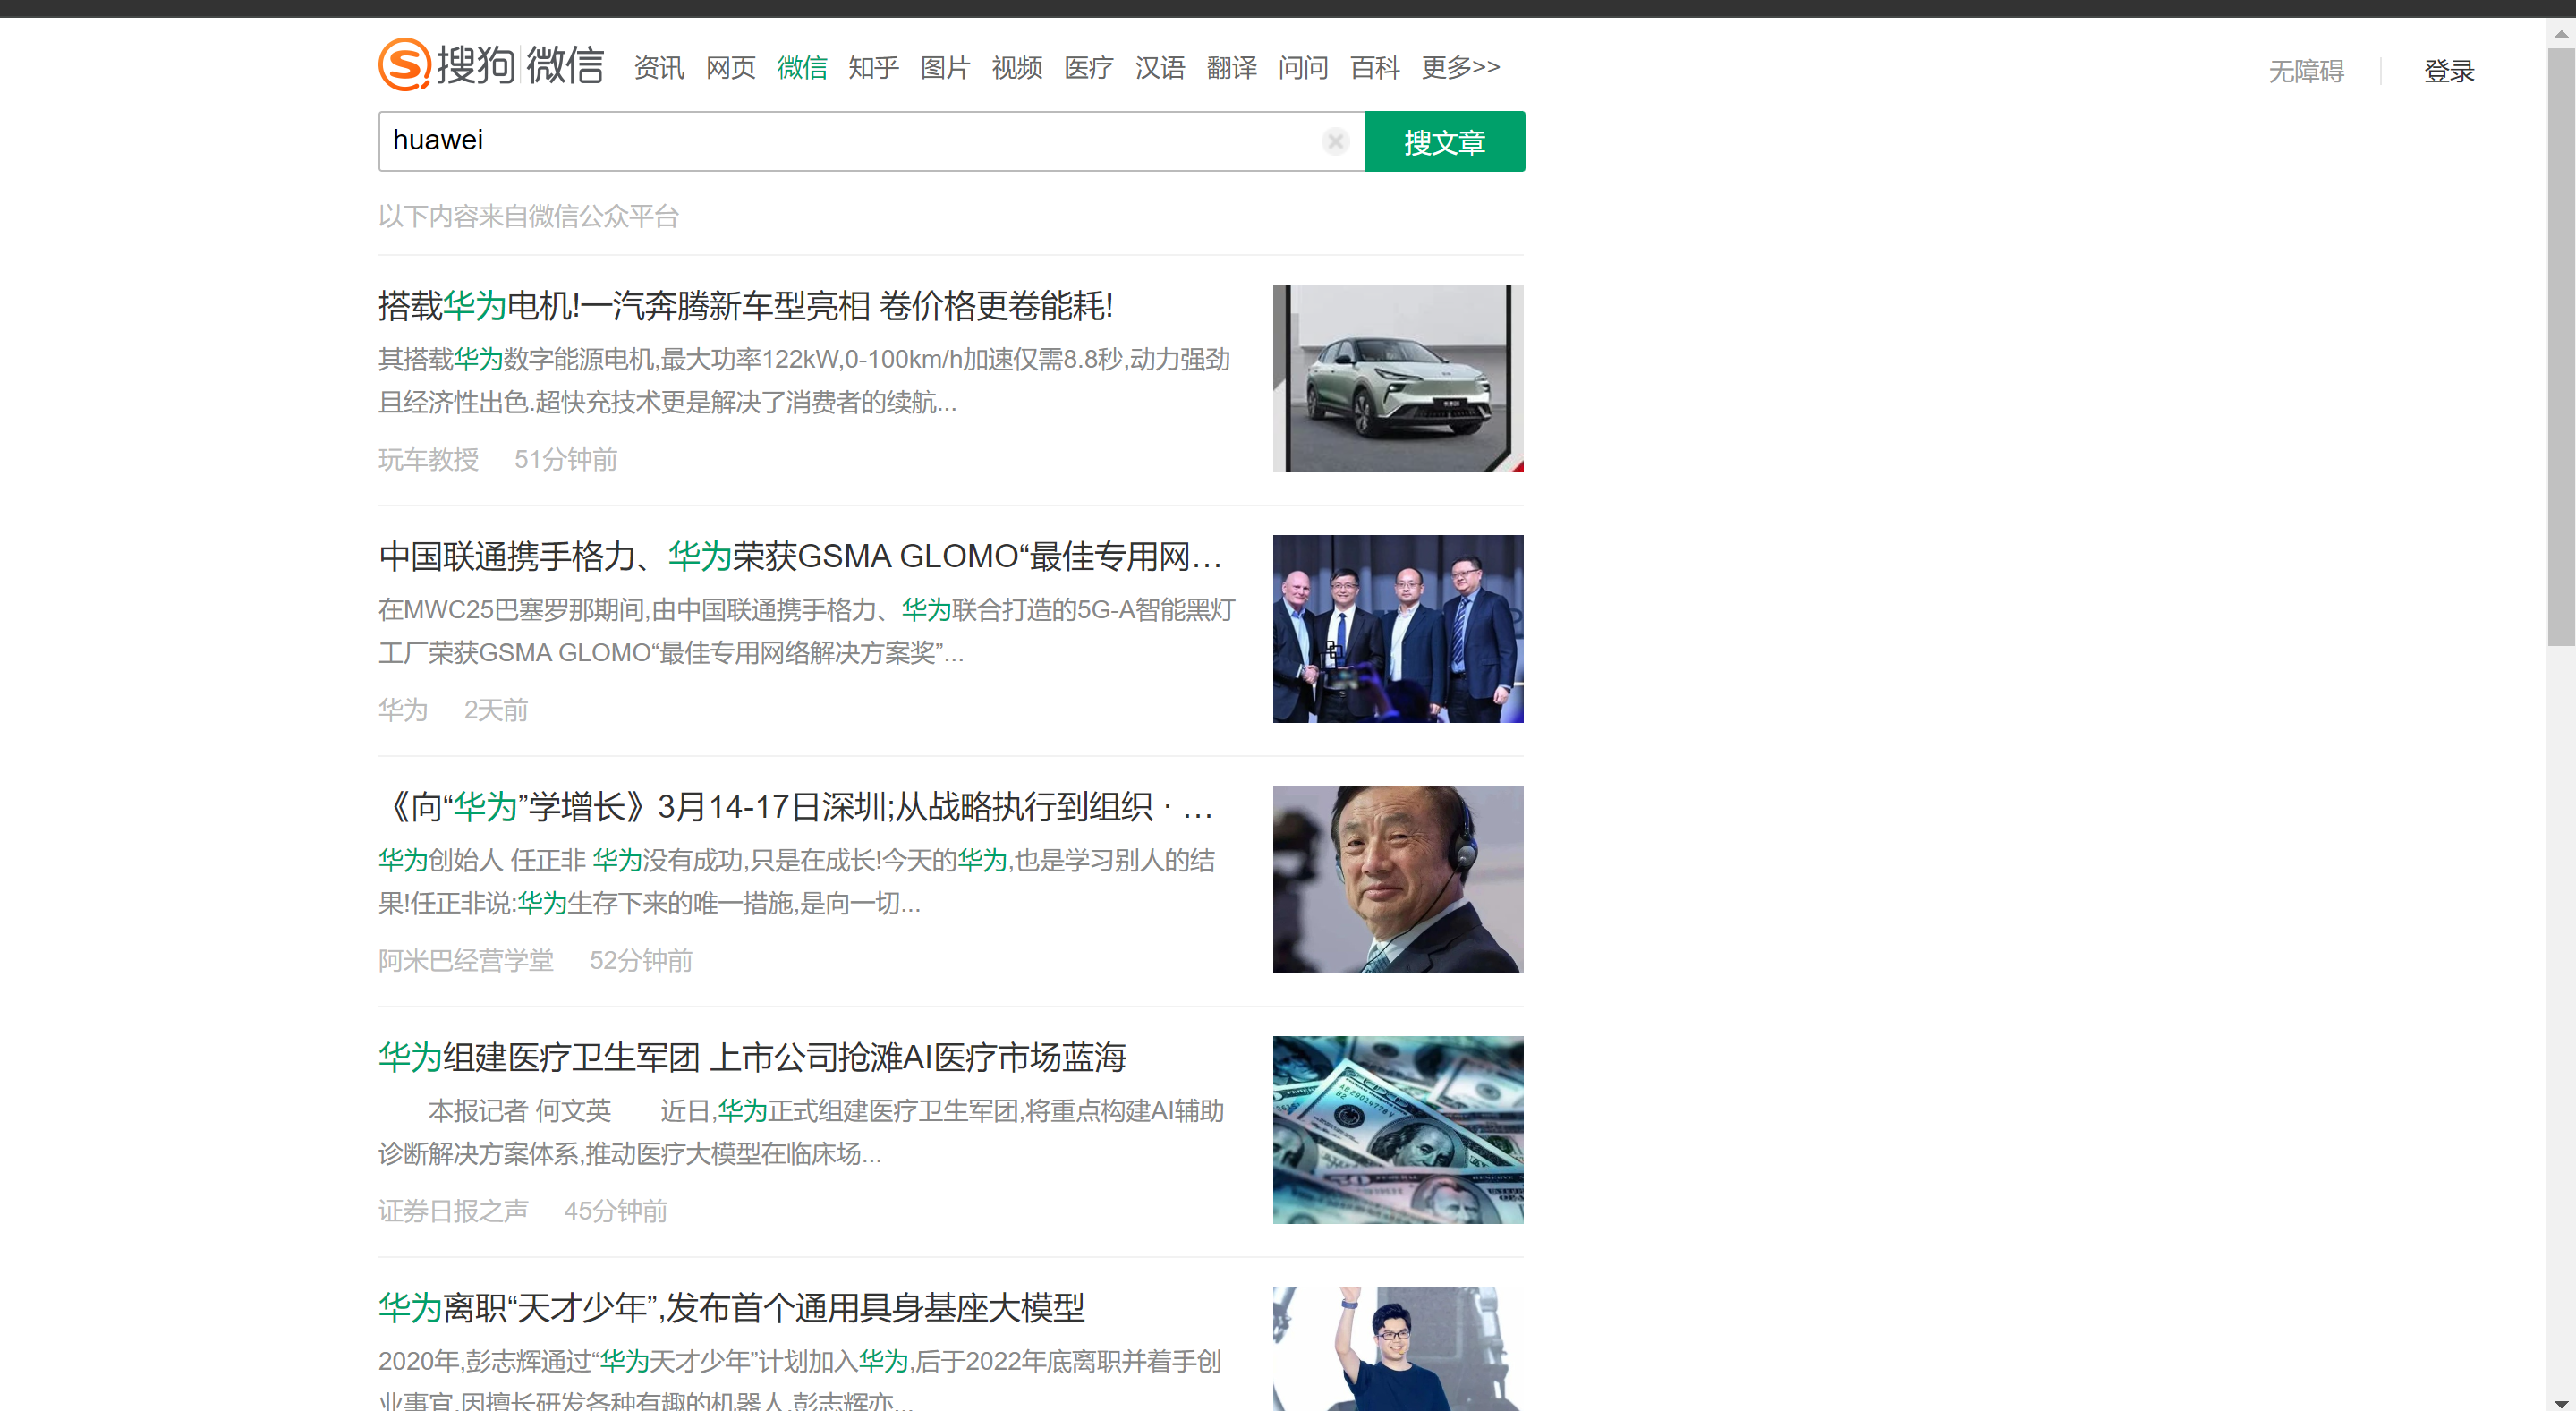 搜狗 微信
资讯 网页 微信 知乎 图片 视频 医疗 汉语 翻译 问问 百科 更多>>
无障碍 登录
huawei
搜文章
以下内容来自微信公众平台
搭载华为电机!一汽奔腾新车型亮相 卷价格更卷能耗!
其搭载华为数字能源电机,最大功率122kW,0-100km/h加速仅需8.8秒,动力强劲
且经济性出色.超快充技术更是解决了消费者的续航...
玩车教授 51分钟前
中国联通携手格力、华为荣获GSMA GLOMO“最佳专用网...
在MWC25巴塞罗那期间,由中国联通携手格力、华为联合打造的5G-A智能黑灯
工厂荣获GSMA GLOMO“最佳专用网络解决方案奖”...
华为 2天前
《向“华为”学增长》3月14-17日深圳;从战略执行到组织 · ...
华为创始人 任正非 华为没有成功,只是在成长!今天的华为,也是学习别人的结
果!任正非说:华为生存下来的唯一措施,是向一切...
阿米巴经营学堂 52分钟前
华为组建医疗卫生军团 上市公司抢滩AI医疗市场蓝海
本报记者 何文英 近日,华为正式组建医疗卫生军团,将重点构建AI辅助
诊断解决方案体系,推动医疗大模型在临床场...
证券日报之声 45分钟前
华为离职“天才少年”,发布首个通用具身基座大模型
2020年,彭志辉通过“华为天才少年”计划加入华为,后于2022年底离职并着手创
业事宜.因擅长研发各种有趣的机器人,彭志辉亦...